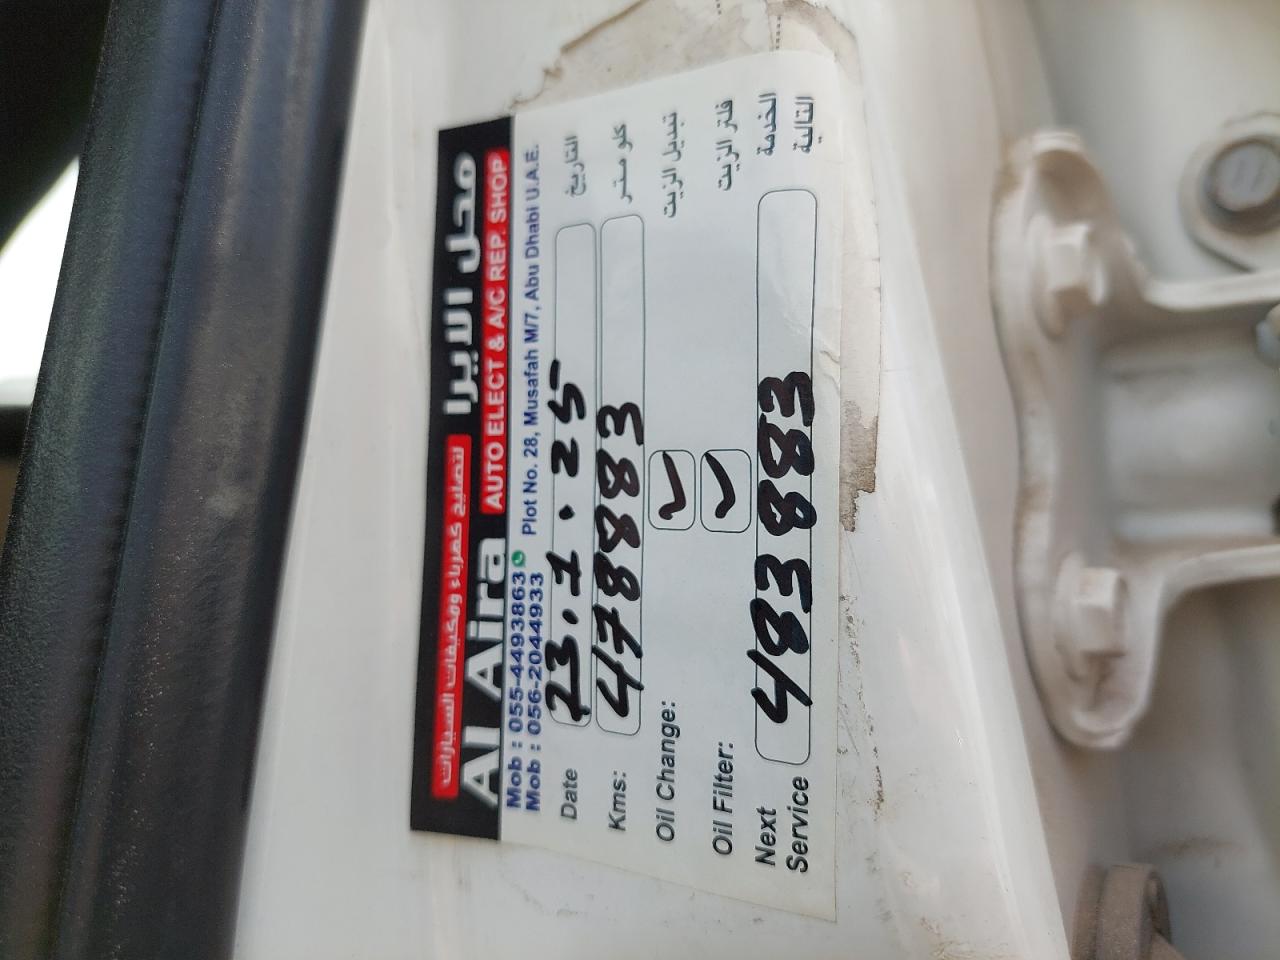 محل الايرا
لتصليح كهرباء ومكيفات السيارات
Al Aira AUTO ELECT & A/C REP. SHOP
Mob : 055-4493863 Plot No. 28, Musafah M/7, Abu Dhabi U.A.E.
Mob : 056-2044933
Date 23.1.25 التاريخ
Kms: 478883 كلو متر
Oil Change: ✓ تبديل الزيت
Oil Filter: ✓ فلتر الزيت
Next Service 483883 الخدمة التالية